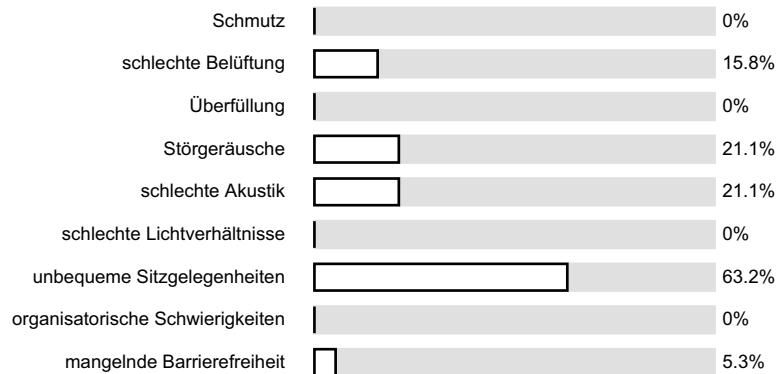 Schmutz 0%
schlechte Belüftung 15.8%
Überfüllung 0%
Störgeräusche 21.1%
schlechte Akustik 21.1%
schlechte Lichtverhältnisse 0%
unbequeme Sitzgelegenheiten 63.2%
organisatorische Schwierigkeiten 0%
mangelnde Barrierefreiheit 5.3%